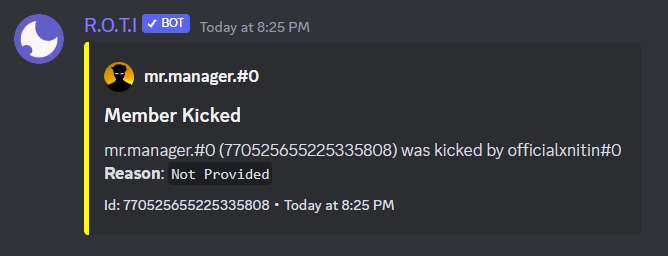 R.O.T.I ✓ BOT Today at 8:25 PM
mr.manager.#0
Member Kicked
mr.manager.#0 (770525655225335808) was kicked by officialxnitin#0
Reason: Not Provided
Id: 770525655225335808 • Today at 8:25 PM